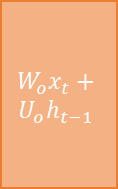 W_o x_t +
U_o h_{t-1}